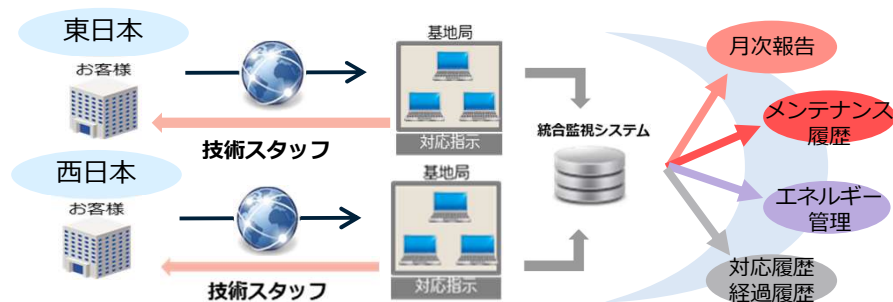 東日本
お客様
基地局
対応指示
技術スタッフ
西日本
お客様
基地局
対応指示
技術スタッフ
統合監視システム
月次報告
メンテナンス
履歴
エネルギー
管理
対応履歴
経過履歴